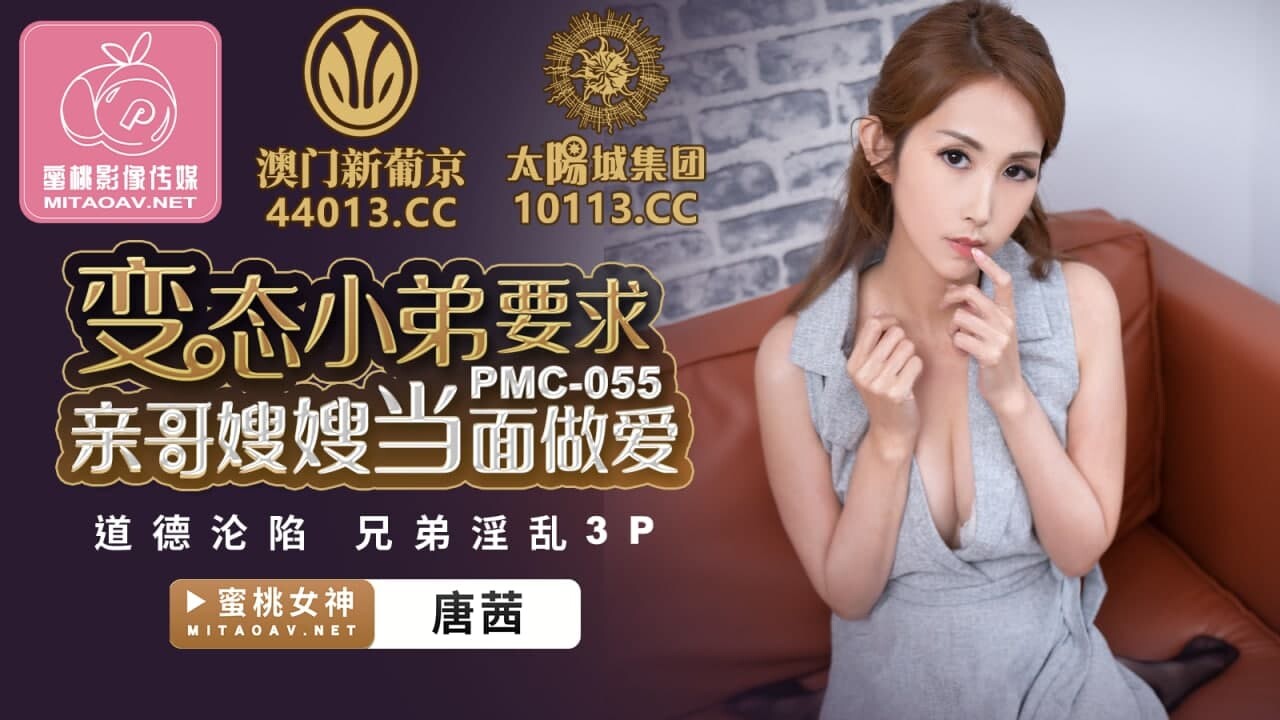 蜜桃影像传媒
MITAOAV.NET
澳门新葡京
44013.CC
太陽城集团
10113.CC
变态小弟要求
PMC-055
亲哥嫂嫂当面做爱
道德沦陷 兄弟淫乱3P
蜜桃女神
MITAOAV.NET
唐茜